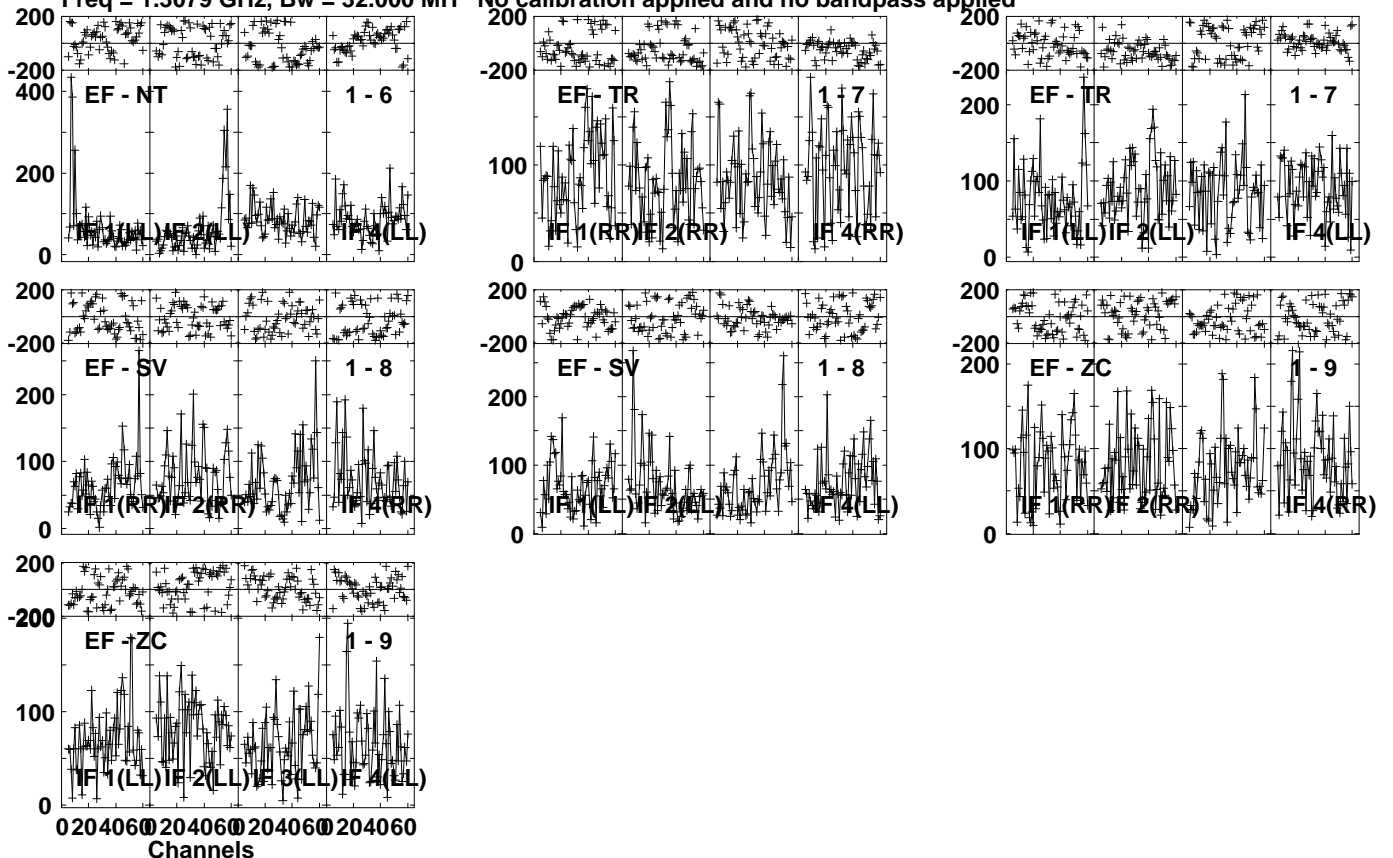 Freq = GHz, Bw = No calibration applied and no bandpass applied
200
-200
400
200
0
EF - NT 1 - 6
IF 1(LL) IF 2(LL) IF 4(LL)
200
-200
100
0
EF - TR 1 - 7
IF 1(RR) IF 2(RR) IF 4(RR)
200
-200
200
100
0
EF - TR 1 - 7
IF 1(LL) IF 2(LL) IF 4(LL)
200
-200
200
100
0
EF - SV 1 - 8
IF 1(RR) IF 2(RR) IF 4(RR)
200
-200
200
100
0
EF - SV 1 - 8
IF 1(LL) IF 2(LL) IF 4(LL)
200
-200
200
100
0
EF - ZC 1 - 9
IF 1(RR) IF 2(RR) IF 4(RR)
200
-200
200
100
0
EF - ZC 1 - 9
IF 1(LL) IF 2(LL) IF 3(LL) IF 4(LL)
0 20 40 60 0 20 40 60 0 20 40 60 0 20 40 60
Channels